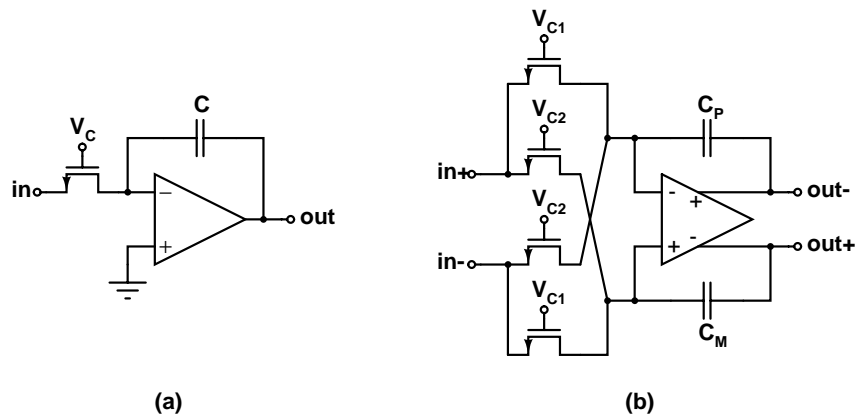 V_C
C
in
−
+
out
(a)
V_C1
V_C2
in+
V_C2
in-
V_C1
C_P
-
+
-
+
out-
out+
C_M
(b)